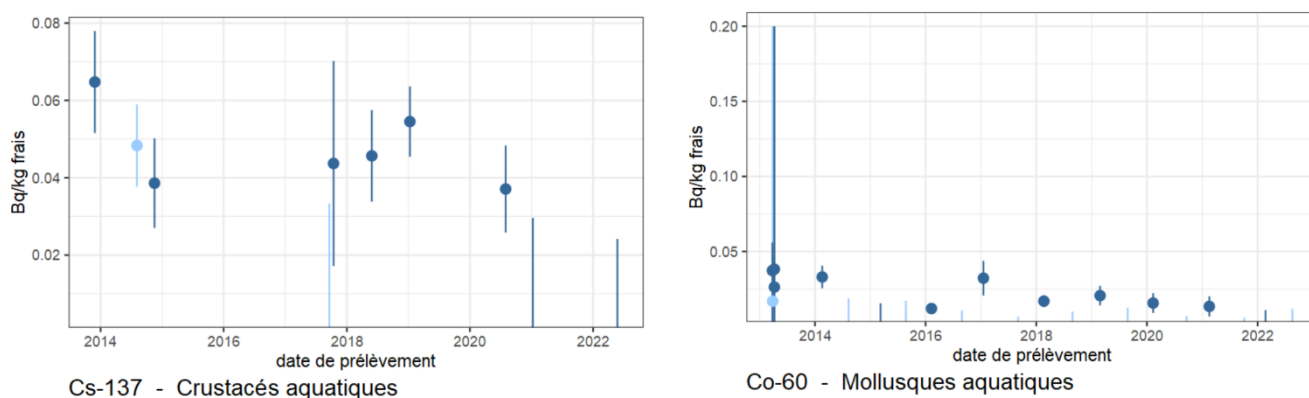 0.08
0.06
0.04
0.02
Bq/kg frais
2014 2016 2018 2020 2022
date de prélèvement
Cs-137 - Crustacés aquatiques
0.20
0.15
0.10
0.05
Bq/kg frais
2014 2016 2018 2020 2022
date de prélèvement
Co-60 - Mollusques aquatiques